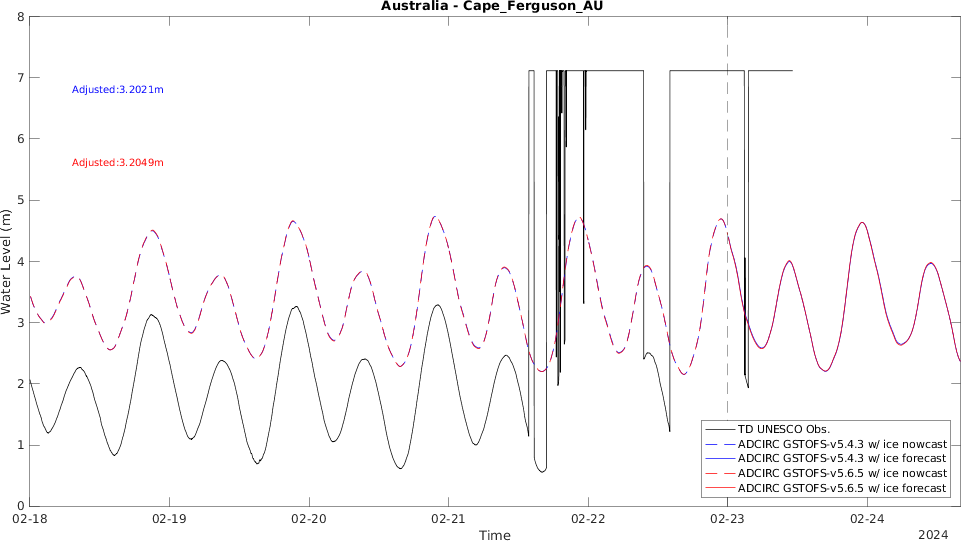 Australia - Cape_Ferguson_AU
8
7
6
5
4
3
2
1
0
Water Level (m)
Adjusted:3.2021m
Adjusted:3.2049m
TD UNESCO Obs.
ADCIRC GSTOFS-v5.4.3 w/ ice nowcast
ADCIRC GSTOFS-v5.4.3 w/ ice forecast
ADCIRC GSTOFS-v5.6.5 w/ ice nowcast
ADCIRC GSTOFS-v5.6.5 w/ ice forecast
02-18 02-19 02-20 02-21 02-22 02-23 02-24
Time
2024